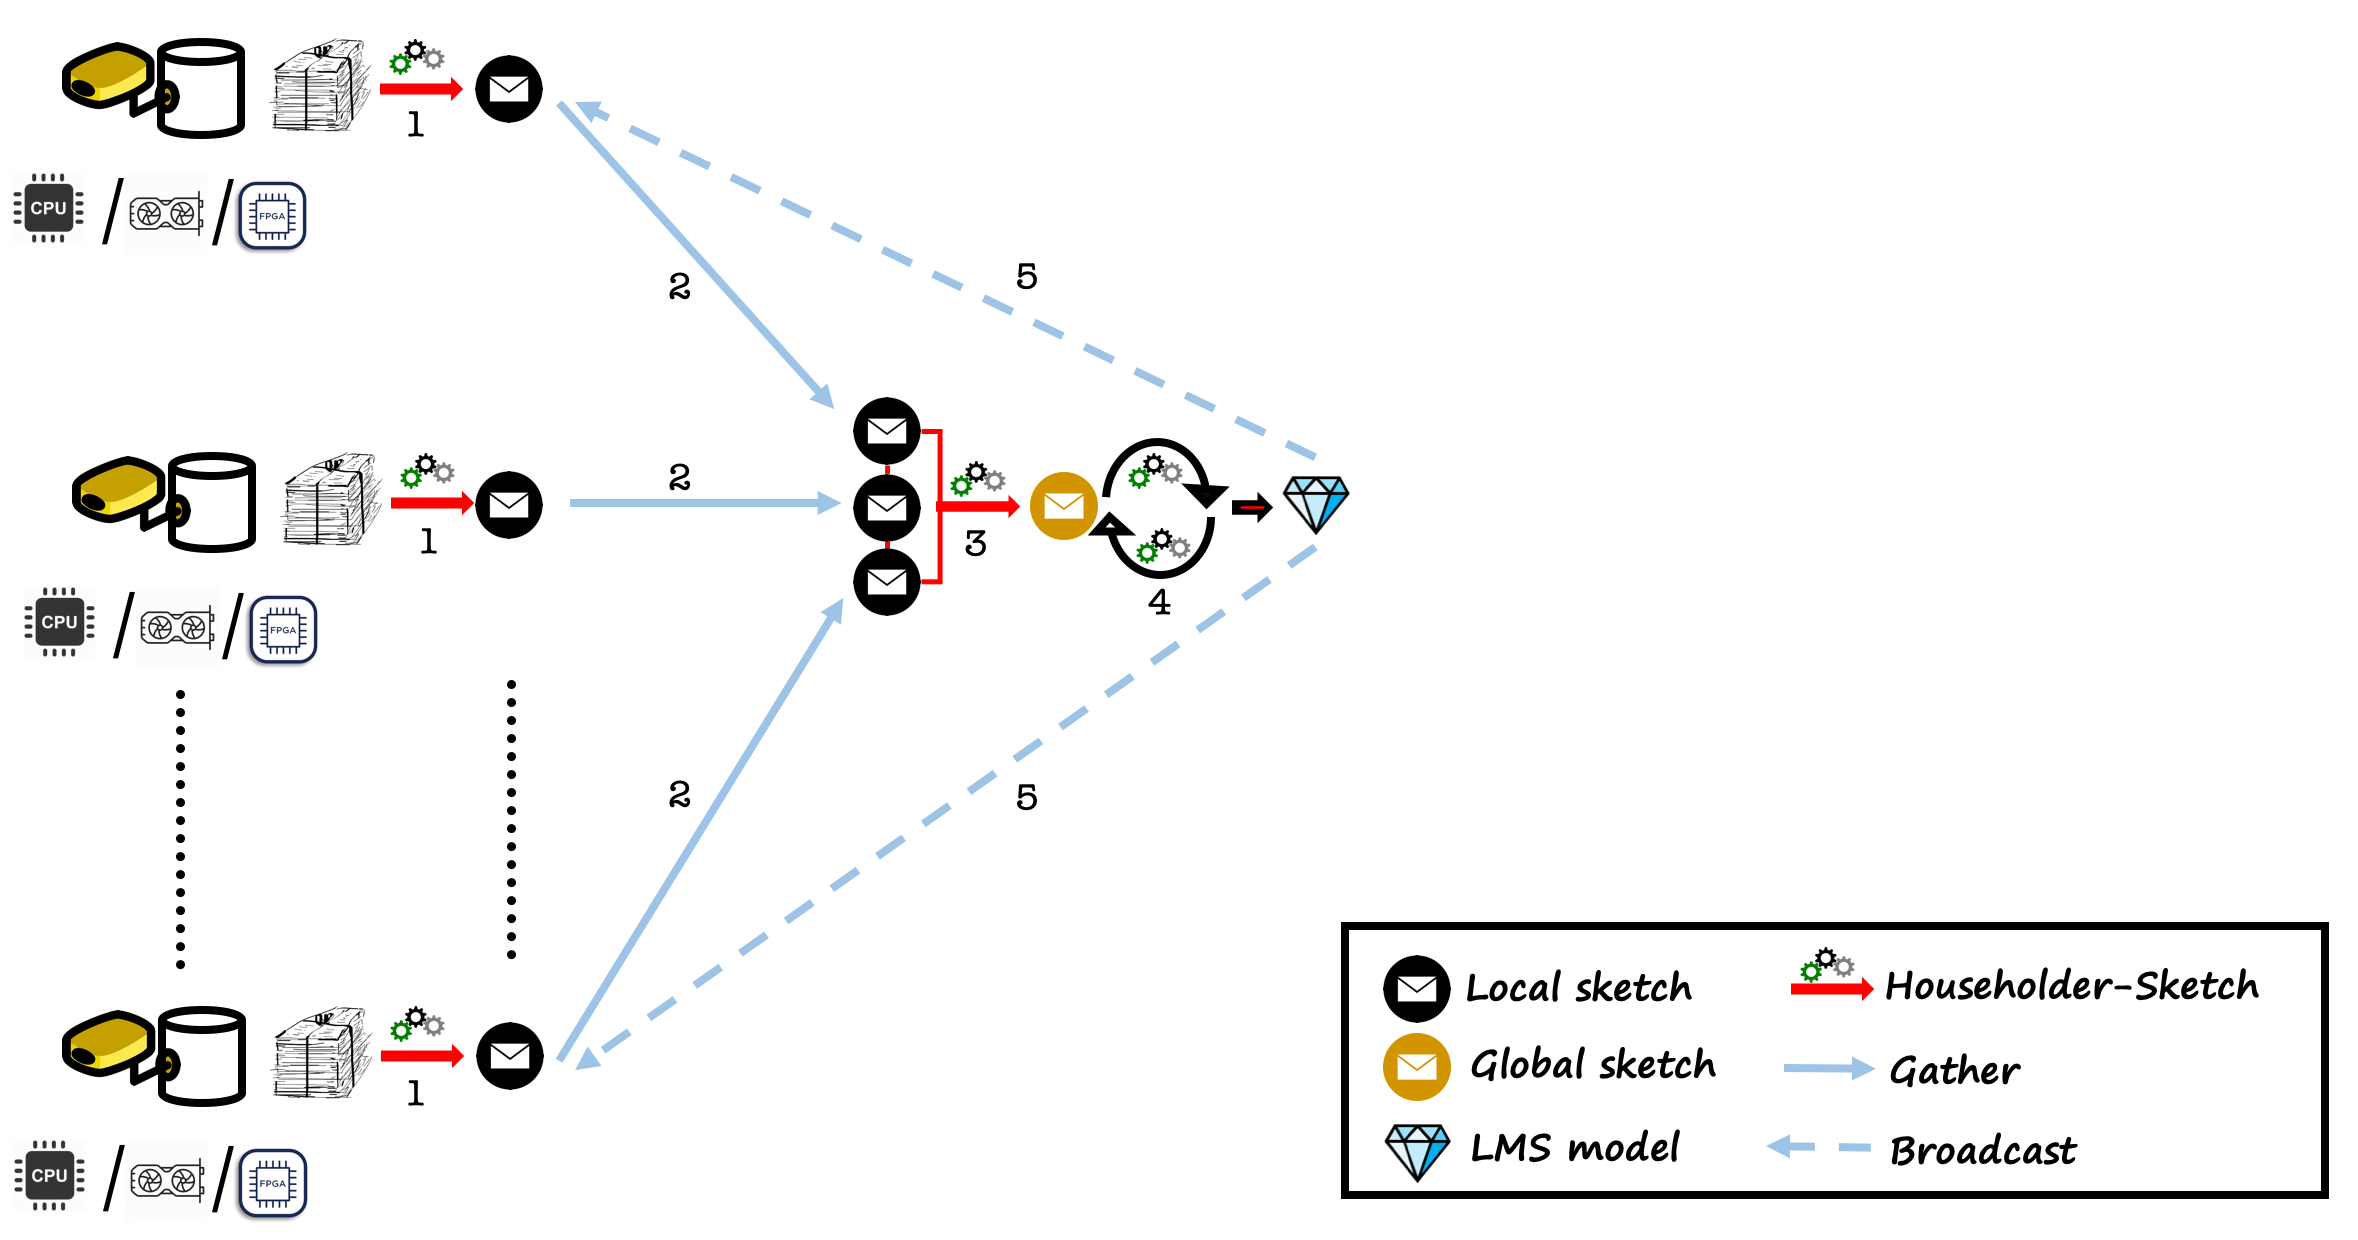 1
CPU
FPGA
2
5
2
3
4
1
CPU
FPGA
2
5
1
CPU
FPGA
Local sketch
Householder-Sketch
Global sketch
Gather
LMS model
Broadcast